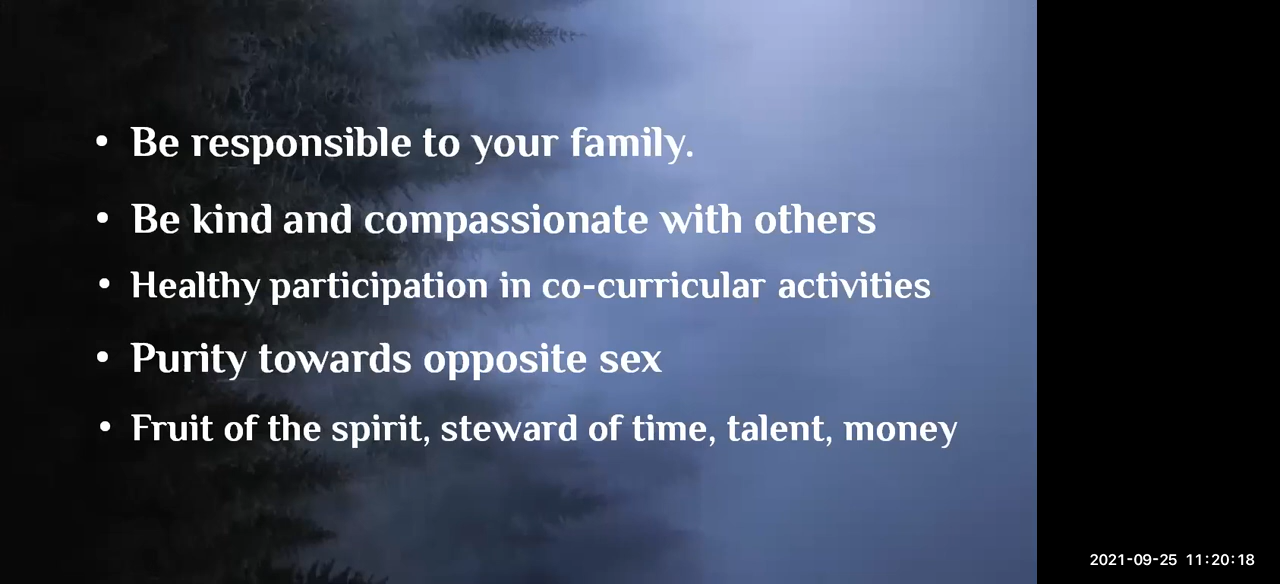 • Be responsible to your family.
• Be kind and compassionate with others
• Healthy participation in co-curricular activities
• Purity towards opposite sex
• Fruit of the spirit, steward of time, talent, money
2021-09-25 11:20:18